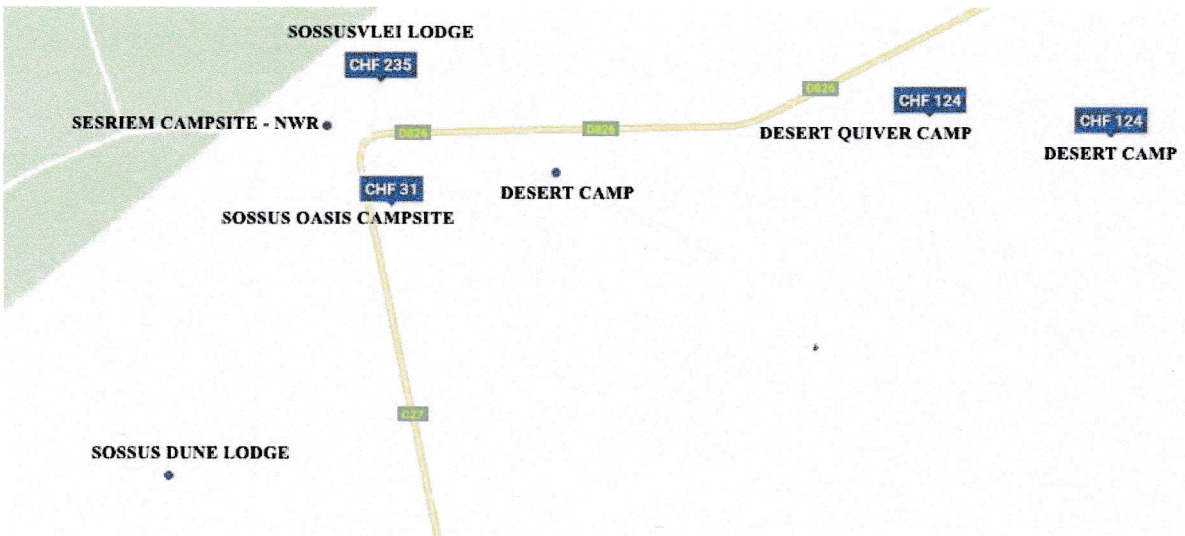 SOSSUSVLEI LODGE
CHF 235
D826
CHF 124
SESRIEM CAMPSITE - NWR
D826
D826
DESERT QUIVER CAMP
CHF 124
DESERT CAMP
CHF 31
DESERT CAMP
SOSSUS OASIS CAMPSITE
C27
SOSSUS DUNE LODGE